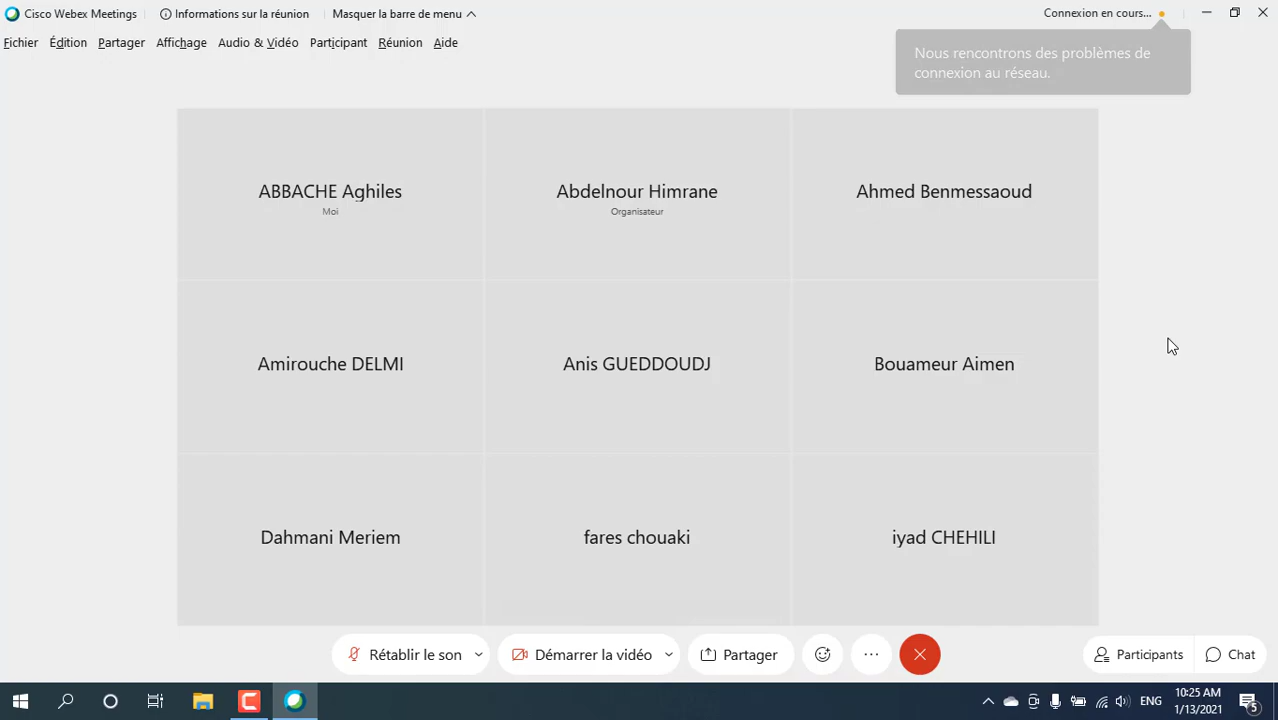 Cisco Webex Meetings
Informations sur la réunion
Masquer la barre de menu
Connexion en cours...
Fichier Édition Partager Affichage Audio & Vidéo Participant Réunion Aide
Nous rencontrons des problèmes de
connexion au réseau.
ABBACHE Aghiles
Moi
Abdelnour Himrane
Organisateur
Ahmed Benmessaoud
Amirouche DELMI
Anis GUEDDOUDJ
Bouameur Aimen
Dahmani Meriem
fares chouaki
iyad CHEHILI
Rétablir le son
Démarrer la vidéo
Partager
Participants
Chat
ENG
10:25 AM
1/13/2021
5